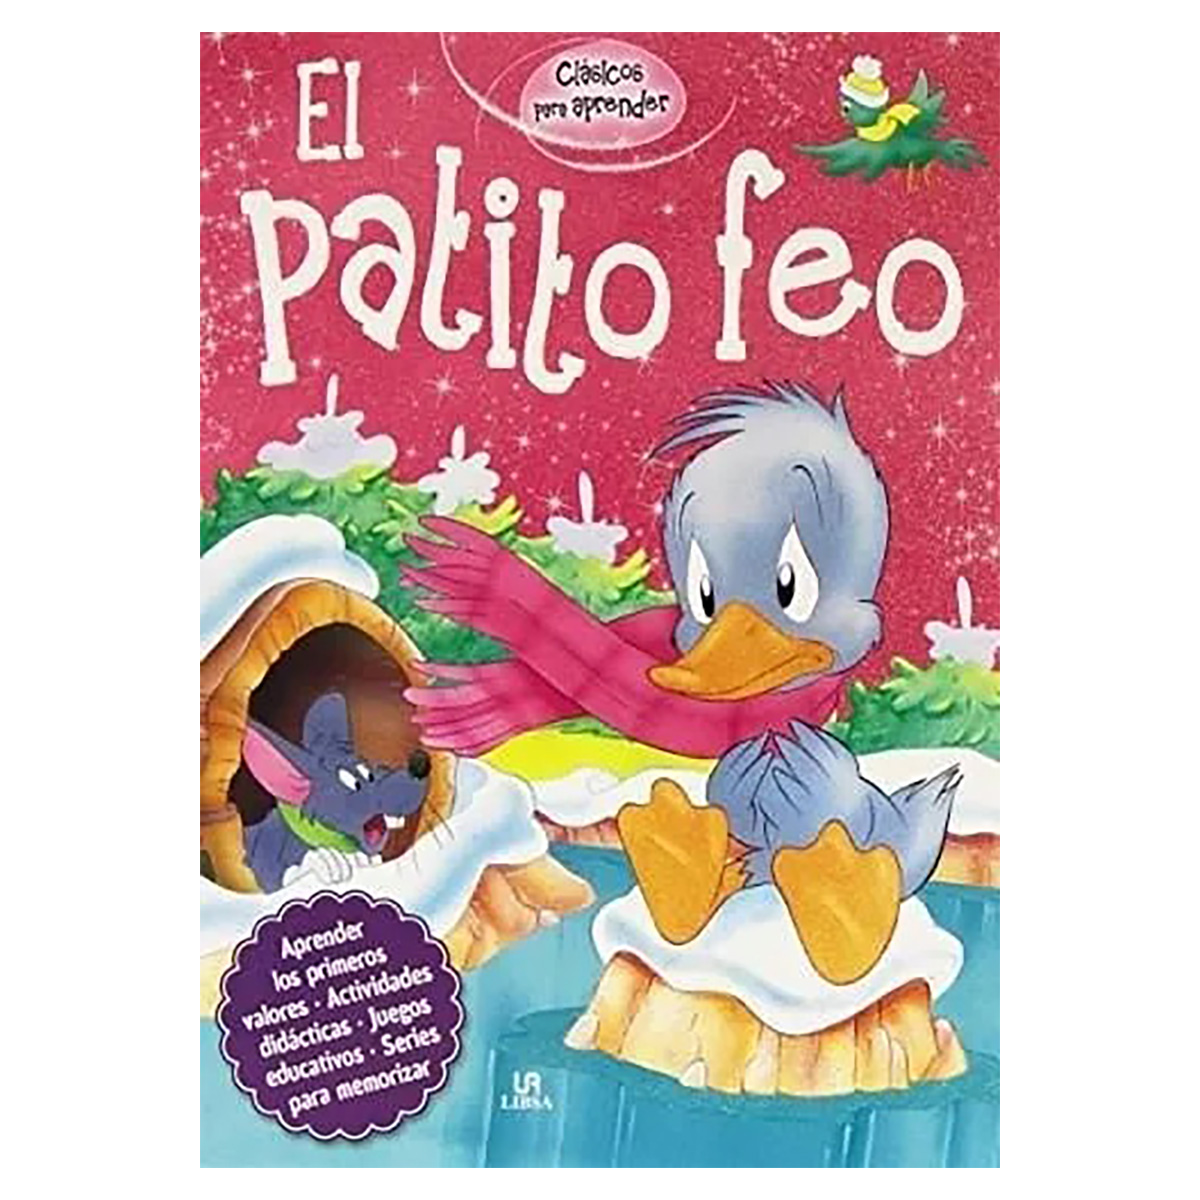 Clásicos
para aprender
El
patito feo
Aprender
los primeros
valores · Actividades
didácticas · Juegos
educativos · Series
para memorizar
LIBSA